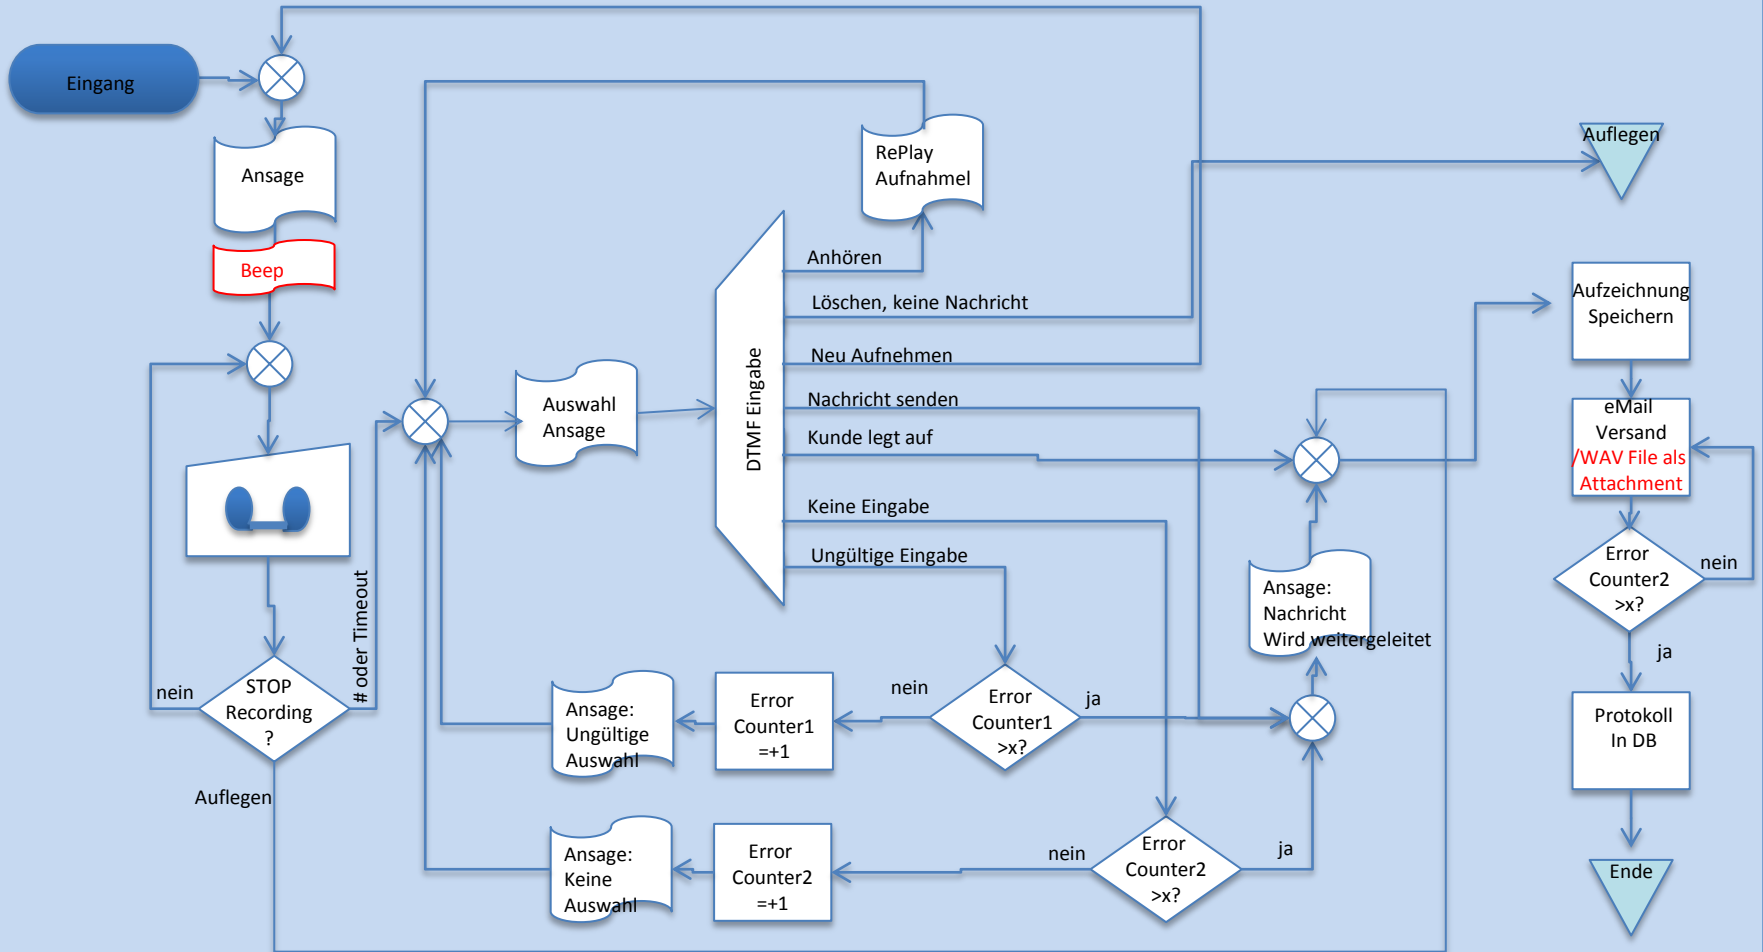 Eingang
Ansage
Beep
nein
STOP
Recording
?
# oder Timeout
Auflegen
Auswahl
Ansage
DTMF Eingabe
RePlay
Aufnahmel
Anhören
Löschen, keine Nachricht
Neu Aufnehmen
Nachricht senden
Kunde legt auf
Keine Eingabe
Ungültige Eingabe
Ansage:
Ungültige
Auswahl
Error
Counter1
=+1
nein
Error
Counter1
>x?
ja
Ansage:
Keine
Auswahl
Error
Counter2
=+1
nein
Error
Counter2
>x?
ja
Ansage:
Nachricht
Wird weitergeleitet
Auflegen
Aufzeichnung
Speichern
eMail
Versand
/WAV File als
Attachment
Error
Counter2
>x?
nein
ja
Protokoll
In DB
Ende